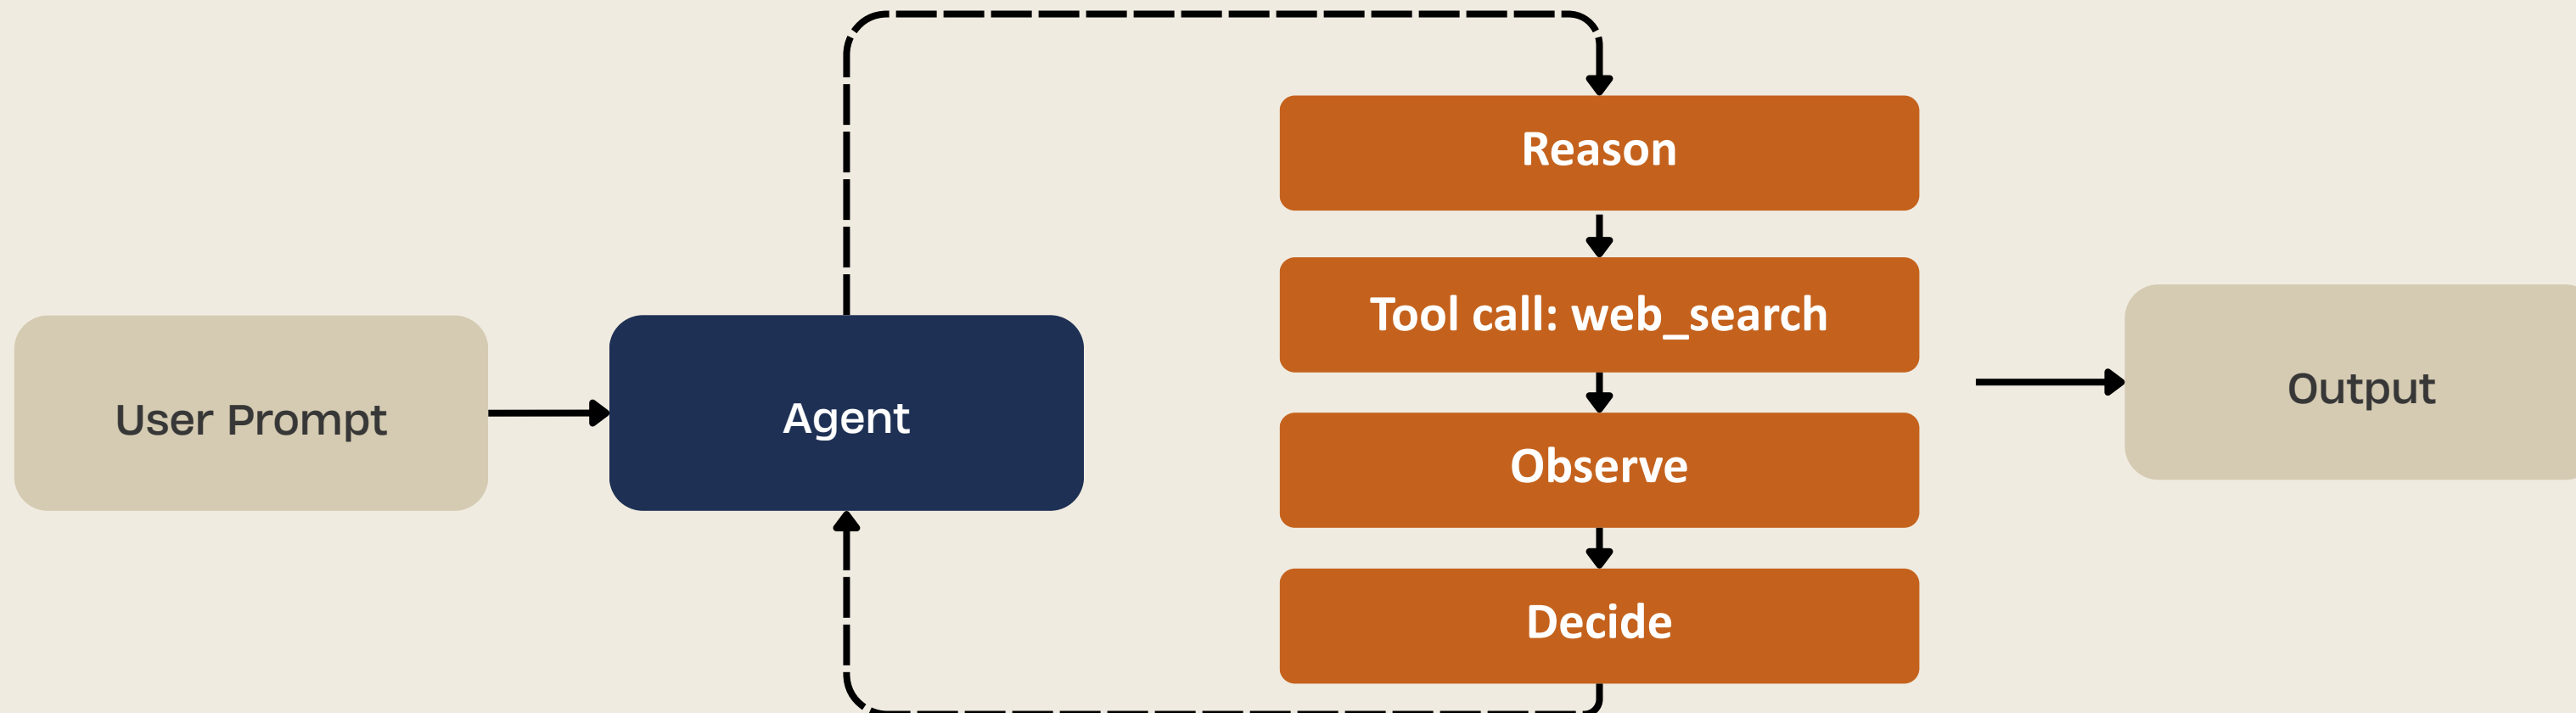 User Prompt
Agent
Reason
Tool call: web_search
Observe
Decide
Output